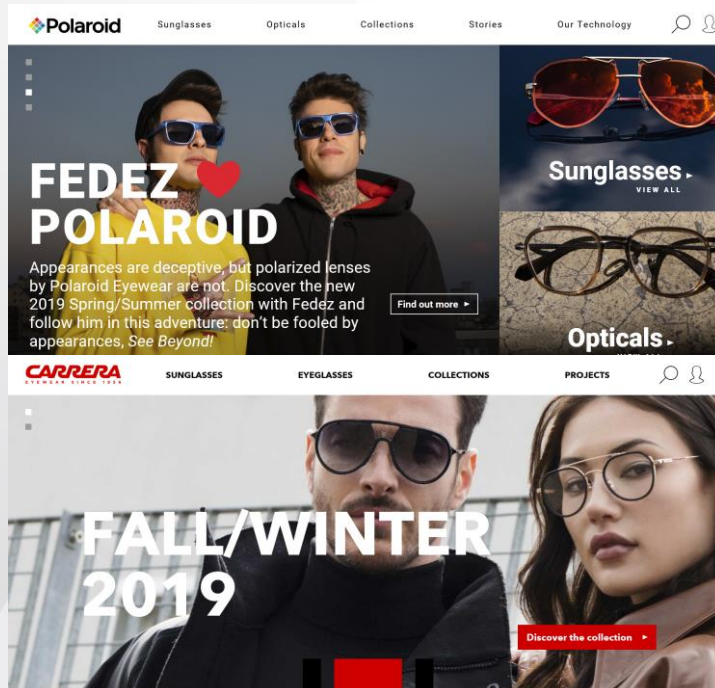 Polaroid
Sunglasses
Opticals
Collections
Stories
Our Technology
FEDEZ ❤
POLAROID
Appearances are deceptive, but polarized lenses
by Polaroid Eyewear are not. Discover the new
2019 Spring/Summer collection with Fedez and
follow him in this adventure: don't be fooled by
appearances, See Beyond!
Find out more
Sunglasses
VIEW ALL
Opticals
CARRERA
EYEWEAR SINCE 1956
SUNGLASSES
EYEGLASSES
COLLECTIONS
PROJECTS
FALL/WINTER
2019
Discover the collection